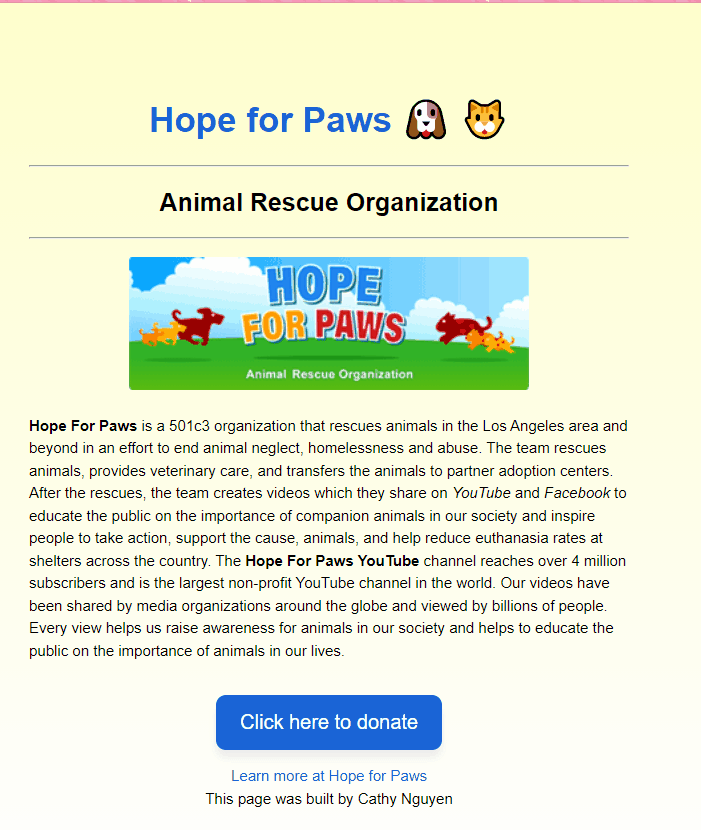 Hope for Paws
Animal Rescue Organization
HOPE
FOR PAWS
Animal Rescue Organization
Hope For Paws is a 501c3 organization that rescues animals in the Los Angeles area and
beyond in an effort to end animal neglect, homelessness and abuse. The team rescues
animals, provides veterinary care, and transfers the animals to partner adoption centers.
After the rescues, the team creates videos which they share on YouTube and Facebook to
educate the public on the importance of companion animals in our society and inspire
people to take action, support the cause, animals, and help reduce euthanasia rates at
shelters across the country. The Hope For Paws YouTube channel reaches over 4 million
subscribers and is the largest non-profit YouTube channel in the world. Our videos have
been shared by media organizations around the globe and viewed by billions of people.
Every view helps us raise awareness for animals in our society and helps to educate the
public on the importance of animals in our lives.
Click here to donate
Learn more at Hope for Paws
This page was built by Cathy Nguyen